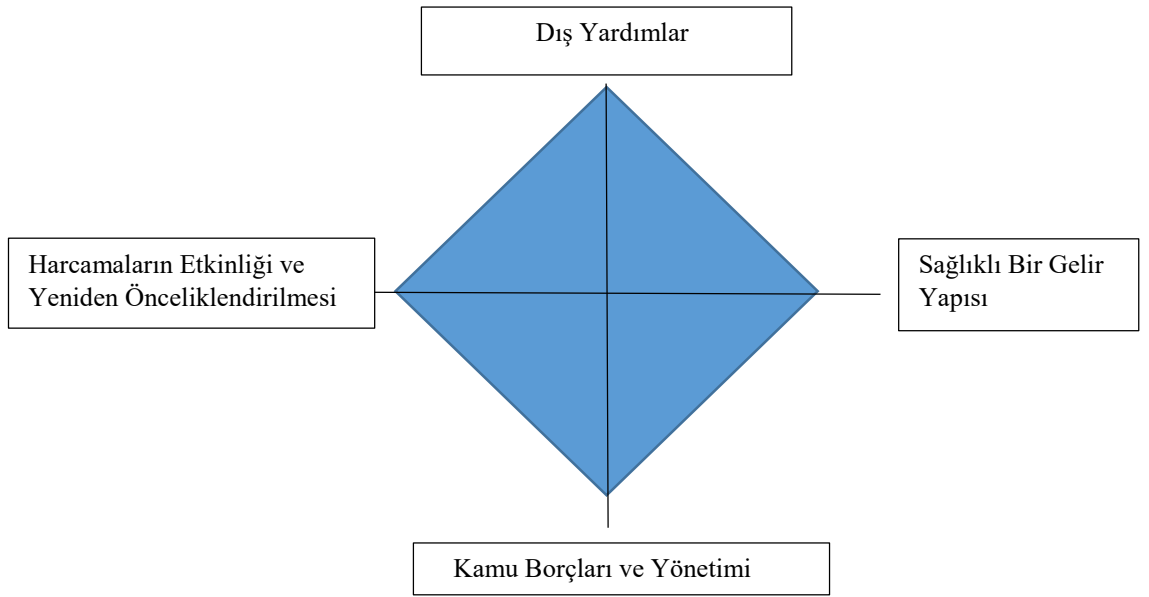 Dış Yardımlar
Harcamaların Etkinliği ve
Yeniden Önceliklendirilmesi
Sağlıklı Bir Gelir
Yapısı
Kamu Borçları ve Yönetimi